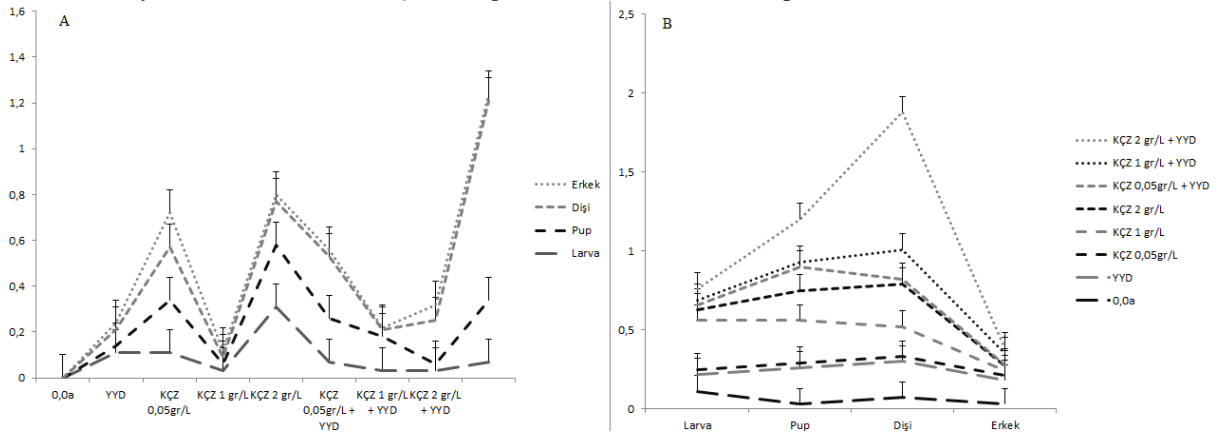 1,6
1,4
1,2
1
0,8
0,6
0,4
0,2
0
A
0,0a
YYD
KÇZ
0,05gr/L
KÇZ 1 gr/L
KÇZ 2 gr/L
KÇZ
0,05gr/L +
YYD
KÇZ 1 gr/L
+ YYD
KÇZ 2 gr/L
+ YYD
Erkek
Dişi
Pup
Larva
2,5
2
1,5
1
0,5
0
B
Larva
Pup
Dişi
Erkek
KÇZ 2 gr/L + YYD
KÇZ 1 gr/L + YYD
KÇZ 0,05gr/L + YYD
KÇZ 2 gr/L
KÇZ 1 gr/L
KÇZ 0,05gr/L
YYD
0,0a